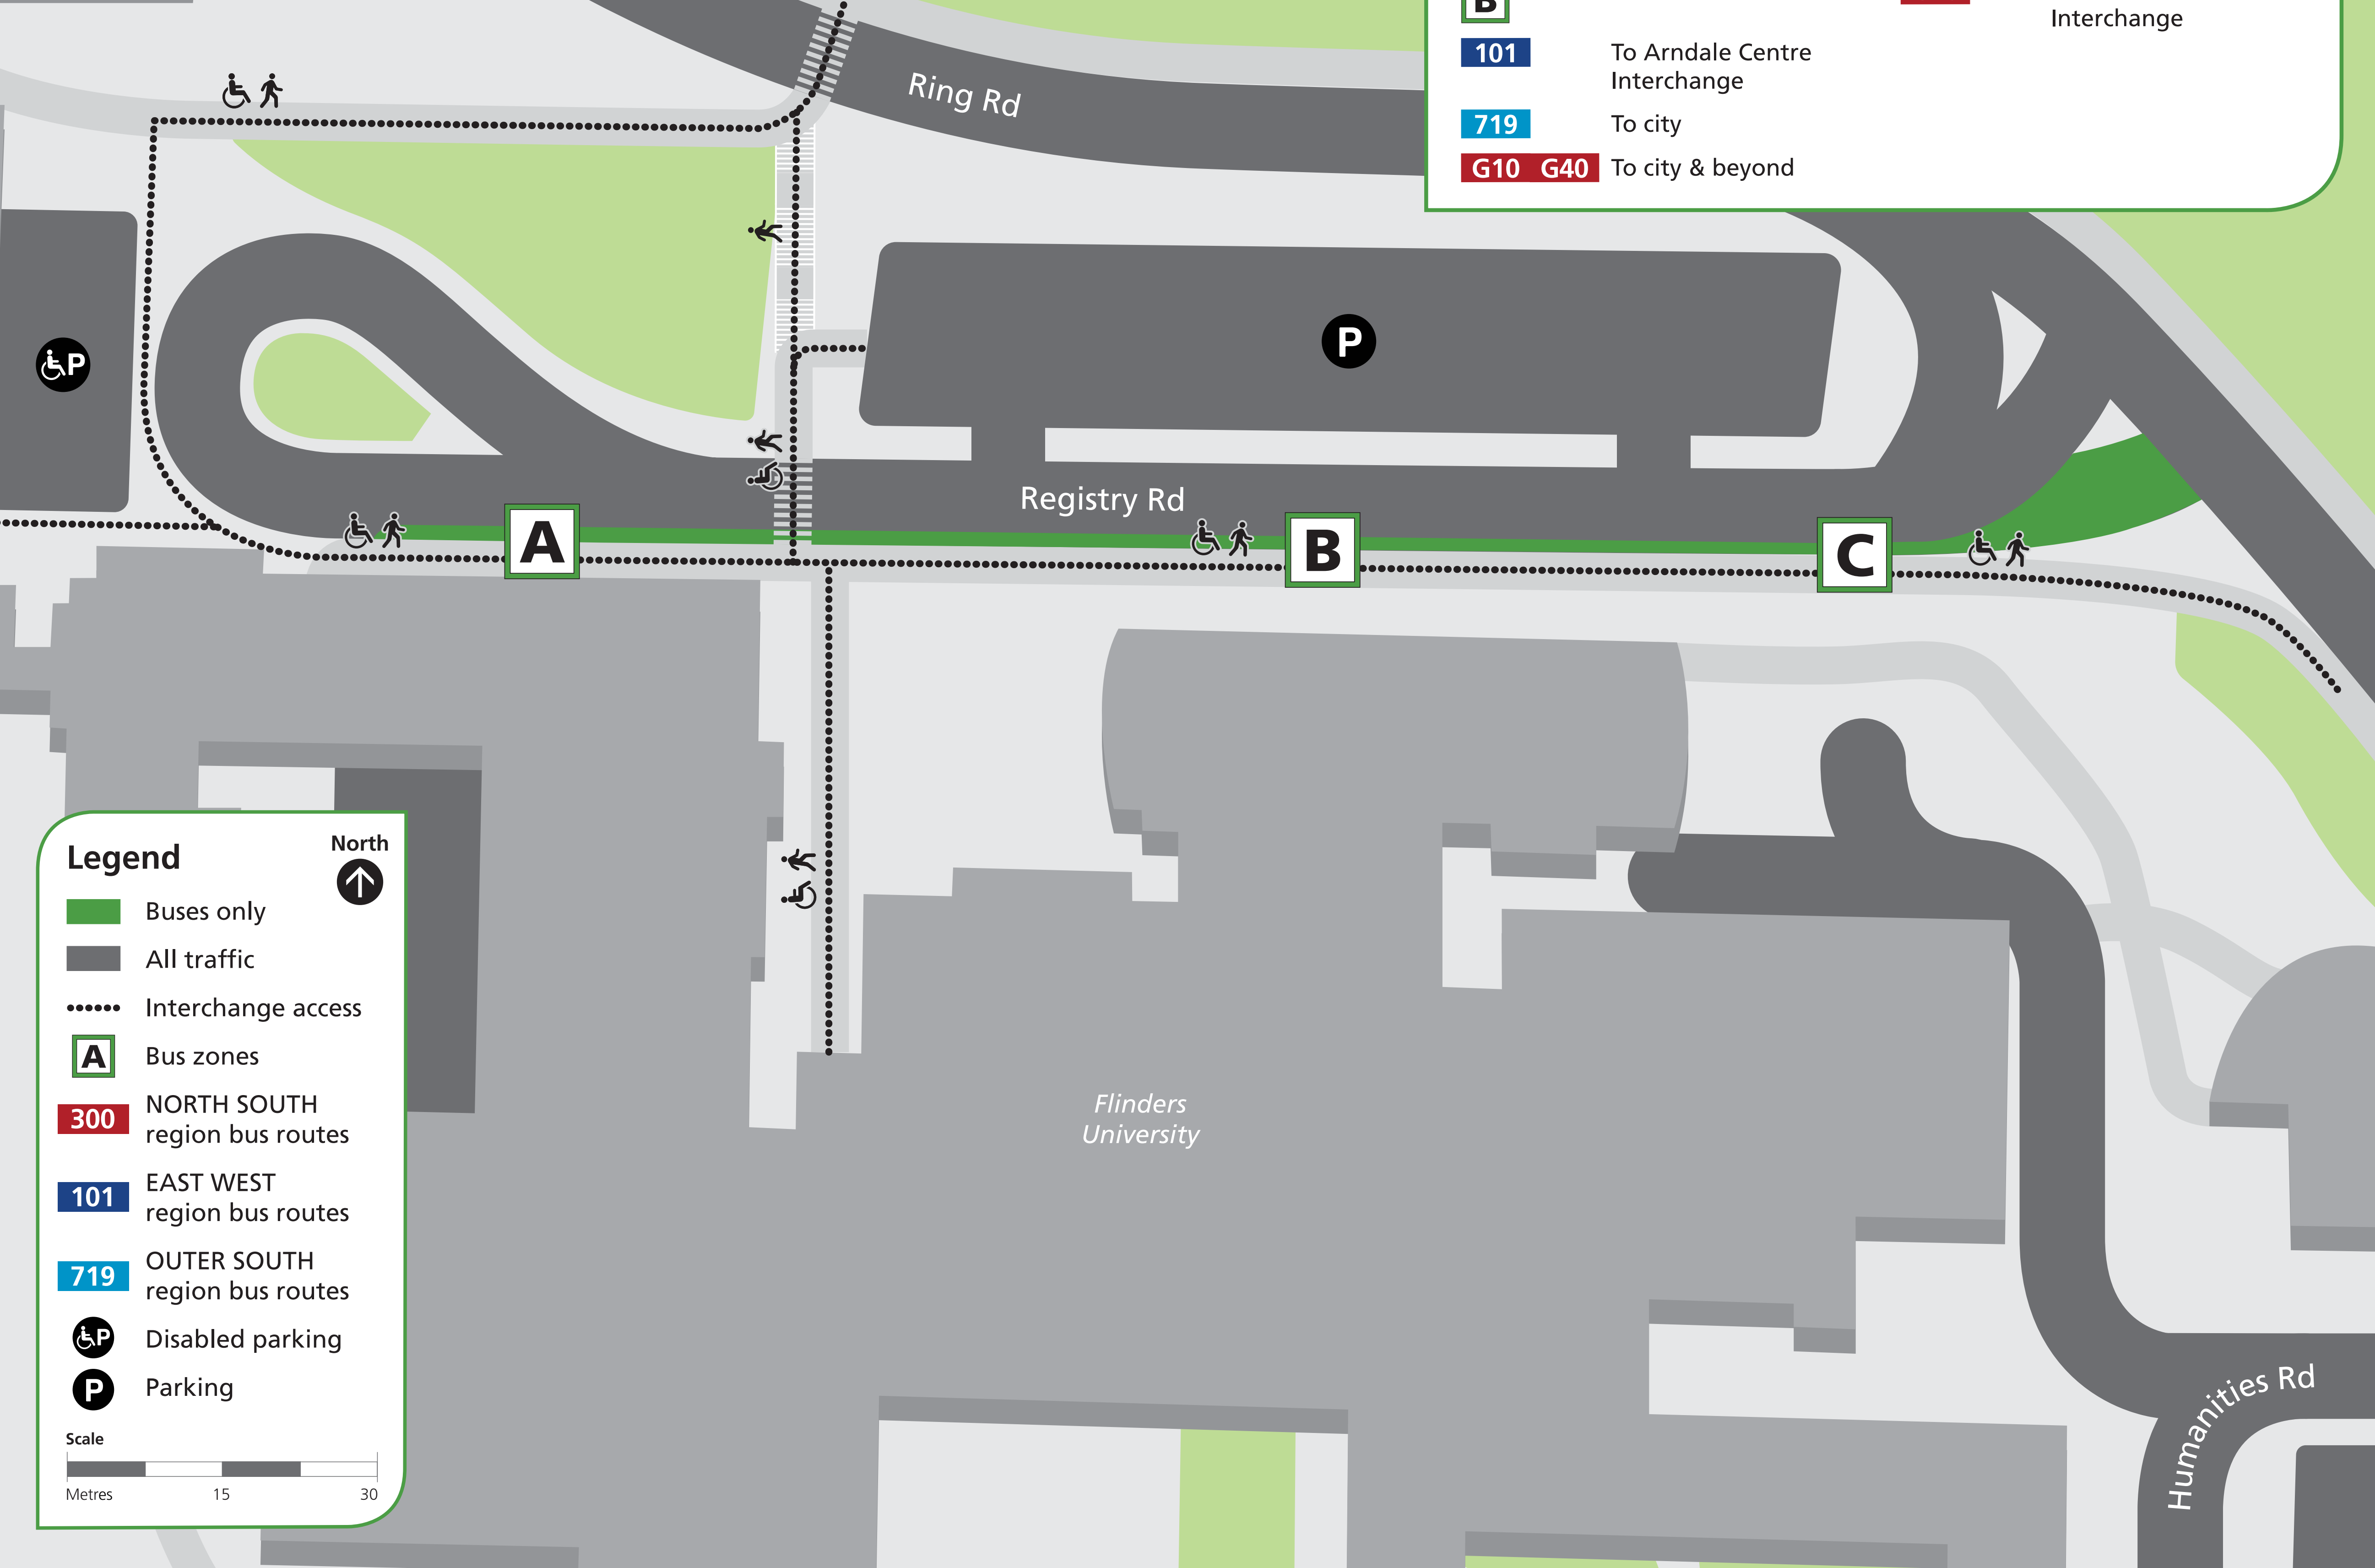 B
Interchange
101 To Arndale Centre
Interchange
719 To city
G10 G40 To city & beyond
Ring Rd
P
P
Registry Rd
A
B
C
Flinders
University
Humanities Rd
Legend
North
Buses only
All traffic
Interchange access
A Bus zones
300 NORTH SOUTH
region bus routes
101 EAST WEST
region bus routes
719 OUTER SOUTH
region bus routes
P Disabled parking
P Parking
Scale
Metres 15 30